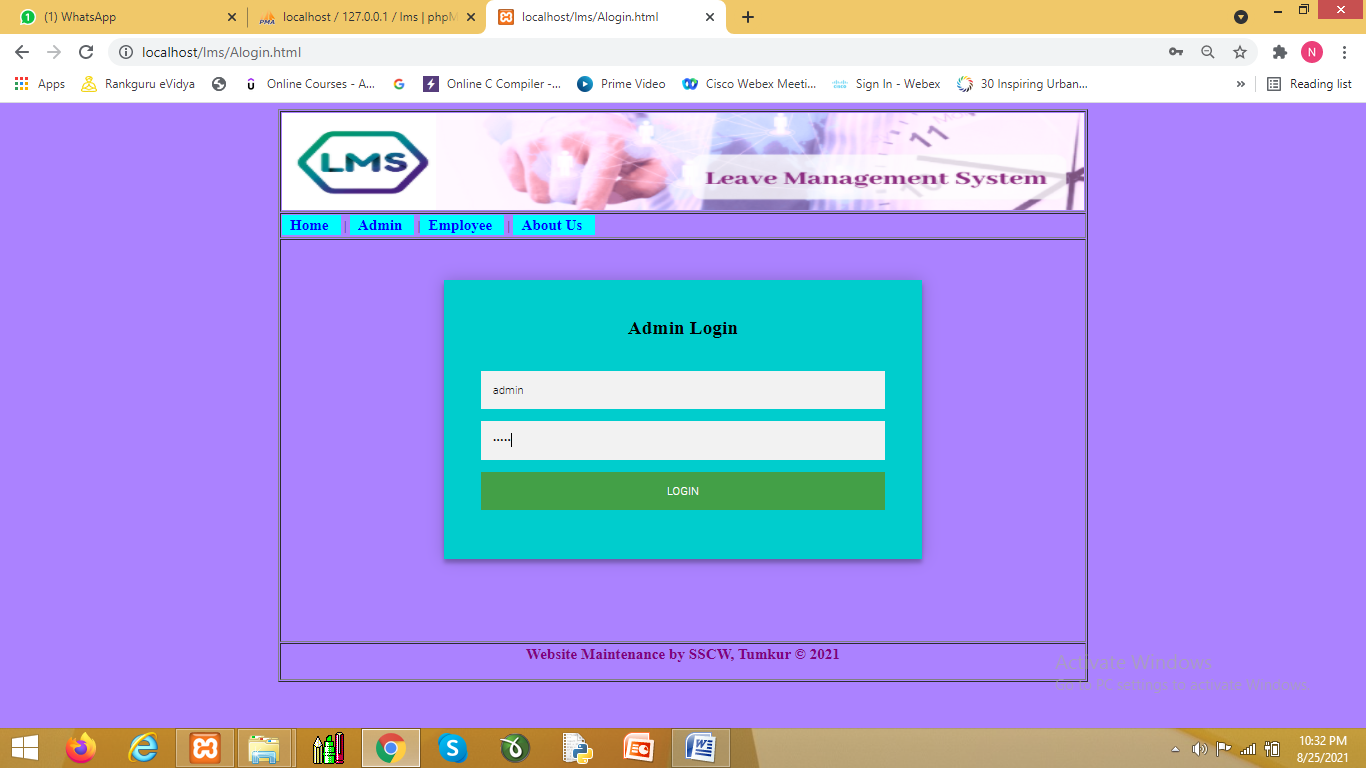 (1) WhatsApp
localhost / 127.0.0.1 / lms | phpM
localhost/lms/Alogin.html
localhost/lms/Alogin.html
N
Apps Rankguru eVidya Online Courses - A... Online C Compiler -... Prime Video Cisco Webex Meeti... Sign In - Webex 30 Inspiring Urban... » Reading list
LMS
11
10
Leave Management System
Home | Admin | Employee | About Us
Admin Login
admin
•••••
LOGIN
Website Maintenance by SSCW, Tumkur © 2021
Activate Windows
Go to PC settings to activate Windows.
10:32 PM
8/25/2021